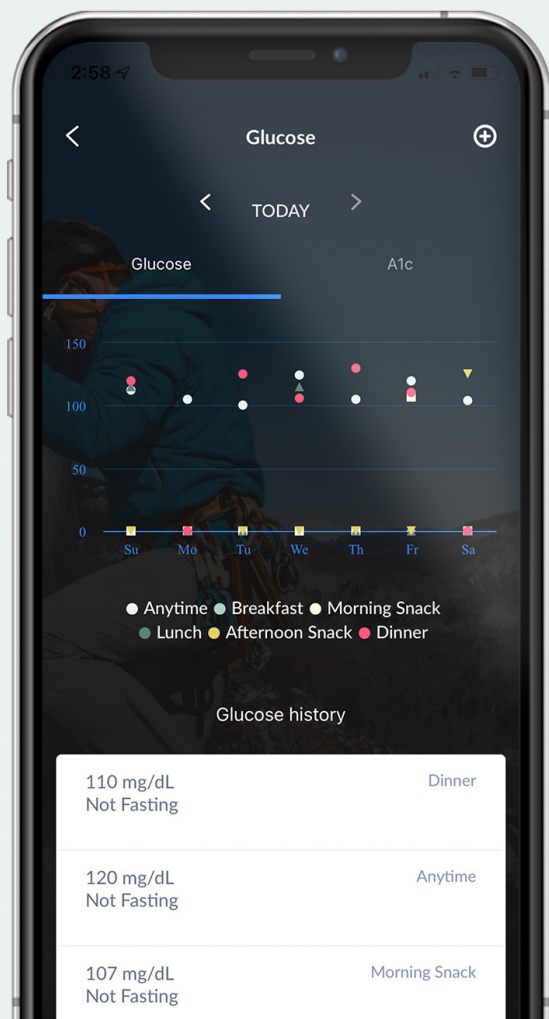 2:58
Glucose
TODAY
Glucose A1c
150
100
50
0
Su Mo Tu We Th Fr Sa
Anytime Breakfast Morning Snack
Lunch Afternoon Snack Dinner
Glucose history
110 mg/dL Dinner
Not Fasting
120 mg/dL Anytime
Not Fasting
107 mg/dL Morning Snack
Not Fasting